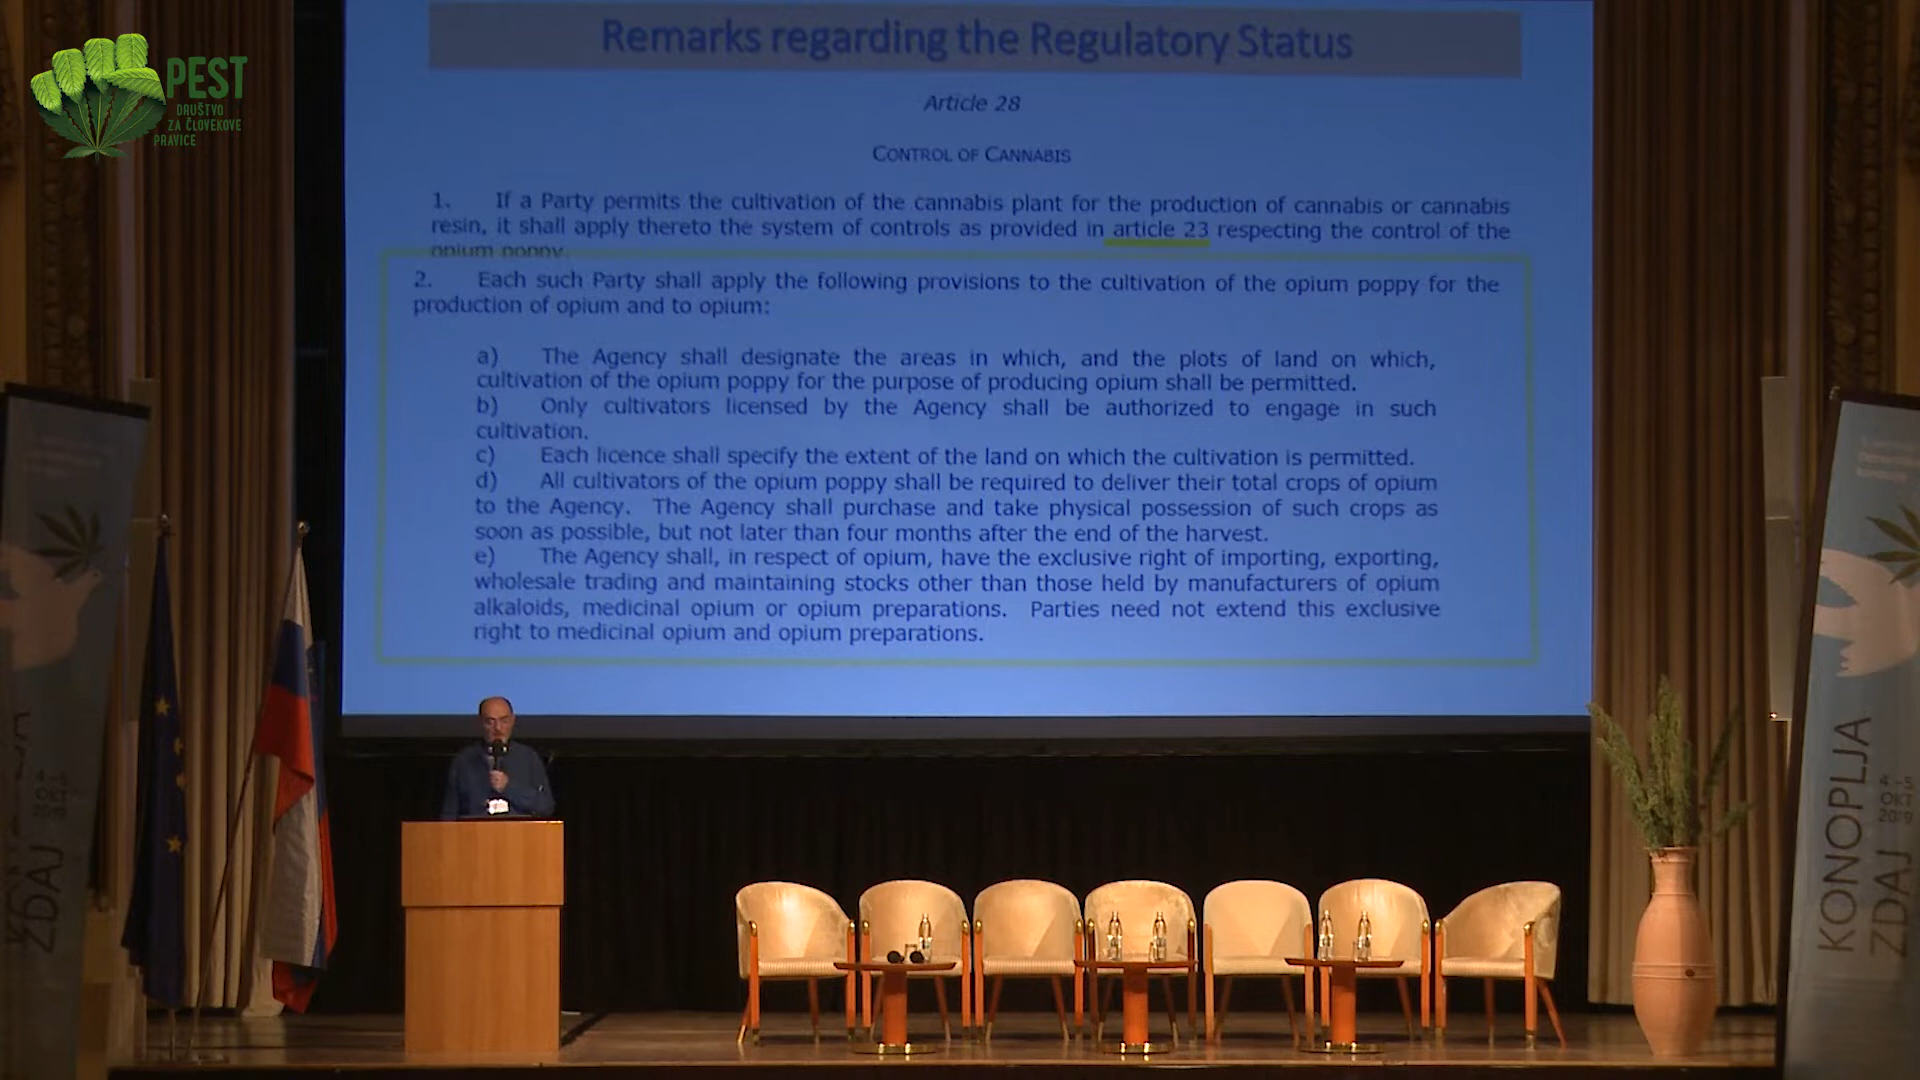 PEST
DRUŠTVO
ZA ČLOVEKOVE
PRAVICE
Remarks regarding the Regulatory Status
Article 28
CONTROL OF CANNABIS
1. If a Party permits the cultivation of the cannabis plant for the production of cannabis or cannabis
resin, it shall apply thereto the system of controls as provided in article 23 respecting the control of the
opium poppy.
2. Each such Party shall apply the following provisions to the cultivation of the opium poppy for the
production of opium and to opium:
a) The Agency shall designate the areas in which, and the plots of land on which,
cultivation of the opium poppy for the purpose of producing opium shall be permitted.
b) Only cultivators licensed by the Agency shall be authorized to engage in such
cultivation.
c) Each licence shall specify the extent of the land on which the cultivation is permitted.
d) All cultivators of the opium poppy shall be required to deliver their total crops of opium
to the Agency. The Agency shall purchase and take physical possession of such crops as
soon as possible, but not later than four months after the end of the harvest.
e) The Agency shall, in respect of opium, have the exclusive right of importing, exporting,
wholesale trading and maintaining stocks other than those held by manufacturers of opium
alkaloids, medicinal opium or opium preparations. Parties need not extend this exclusive
right to medicinal opium and opium preparations.
ZDAJ
KONOPLJA
ZDAJ
4 - 5
OKT
2019